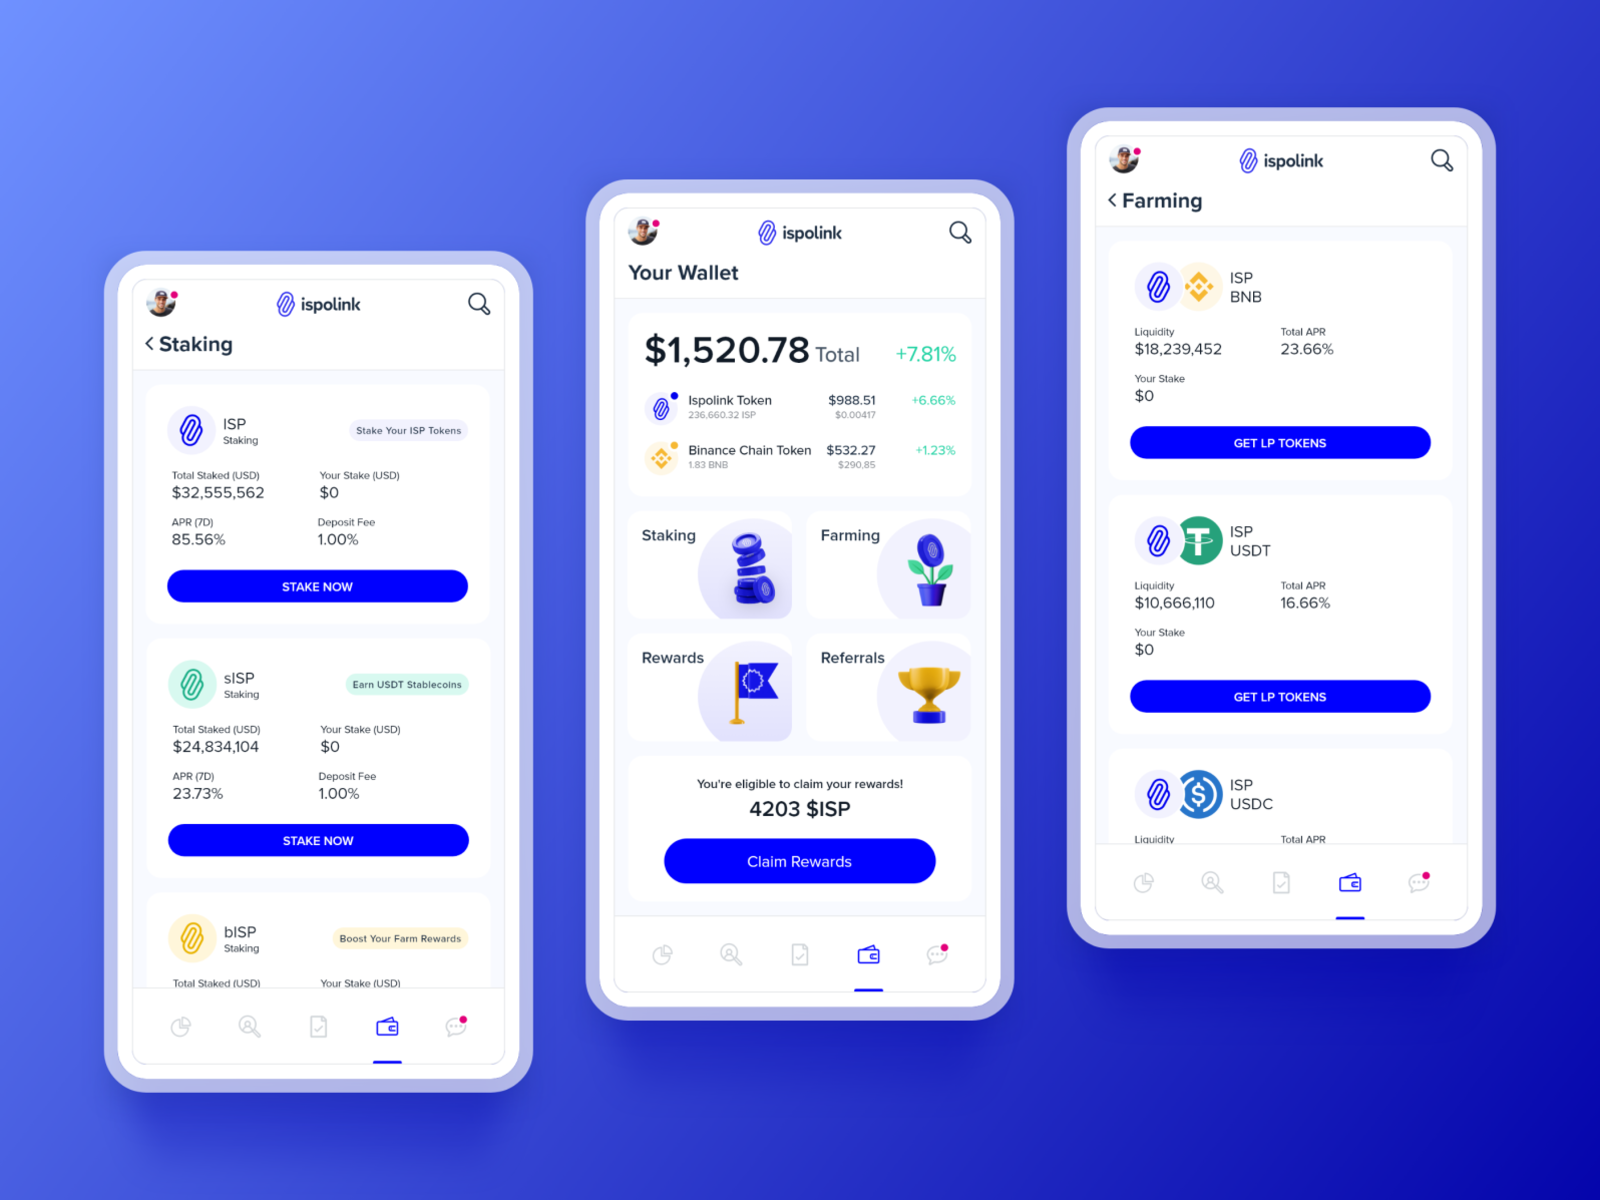 ispolink
Staking
ISP
Staking
Stake Your ISP Tokens
Total Staked (USD)
$32,555,562
Your Stake (USD)
$0
APR (7D)
85.56%
Deposit Fee
1.00%
STAKE NOW
sISP
Staking
Earn USDT Stablecoins
Total Staked (USD)
$24,834,104
Your Stake (USD)
$0
APR (7D)
23.73%
Deposit Fee
1.00%
STAKE NOW
bISP
Staking
Boost Your Farm Rewards
Total Staked (USD)
Your Stake (USD)
ispolink
Your Wallet
$1,520.78 Total +7.81%
Ispolink Token $988.51 +6.66%
236.660.32 ISP $0.00417
Binance Chain Token $532.27 +1.23%
1.83 BNB $290,85
Staking
Farming
Rewards
Referrals
You're eligible to claim your rewards!
4203 $ISP
Claim Rewards
ispolink
Farming
ISP
BNB
Liquidity
$18,239,452
Total APR
23.66%
Your Stake
$0
GET LP TOKENS
ISP
USDT
Liquidity
$10,666,110
Total APR
16.66%
Your Stake
$0
GET LP TOKENS
ISP
USDC
Liquidity
Total APR